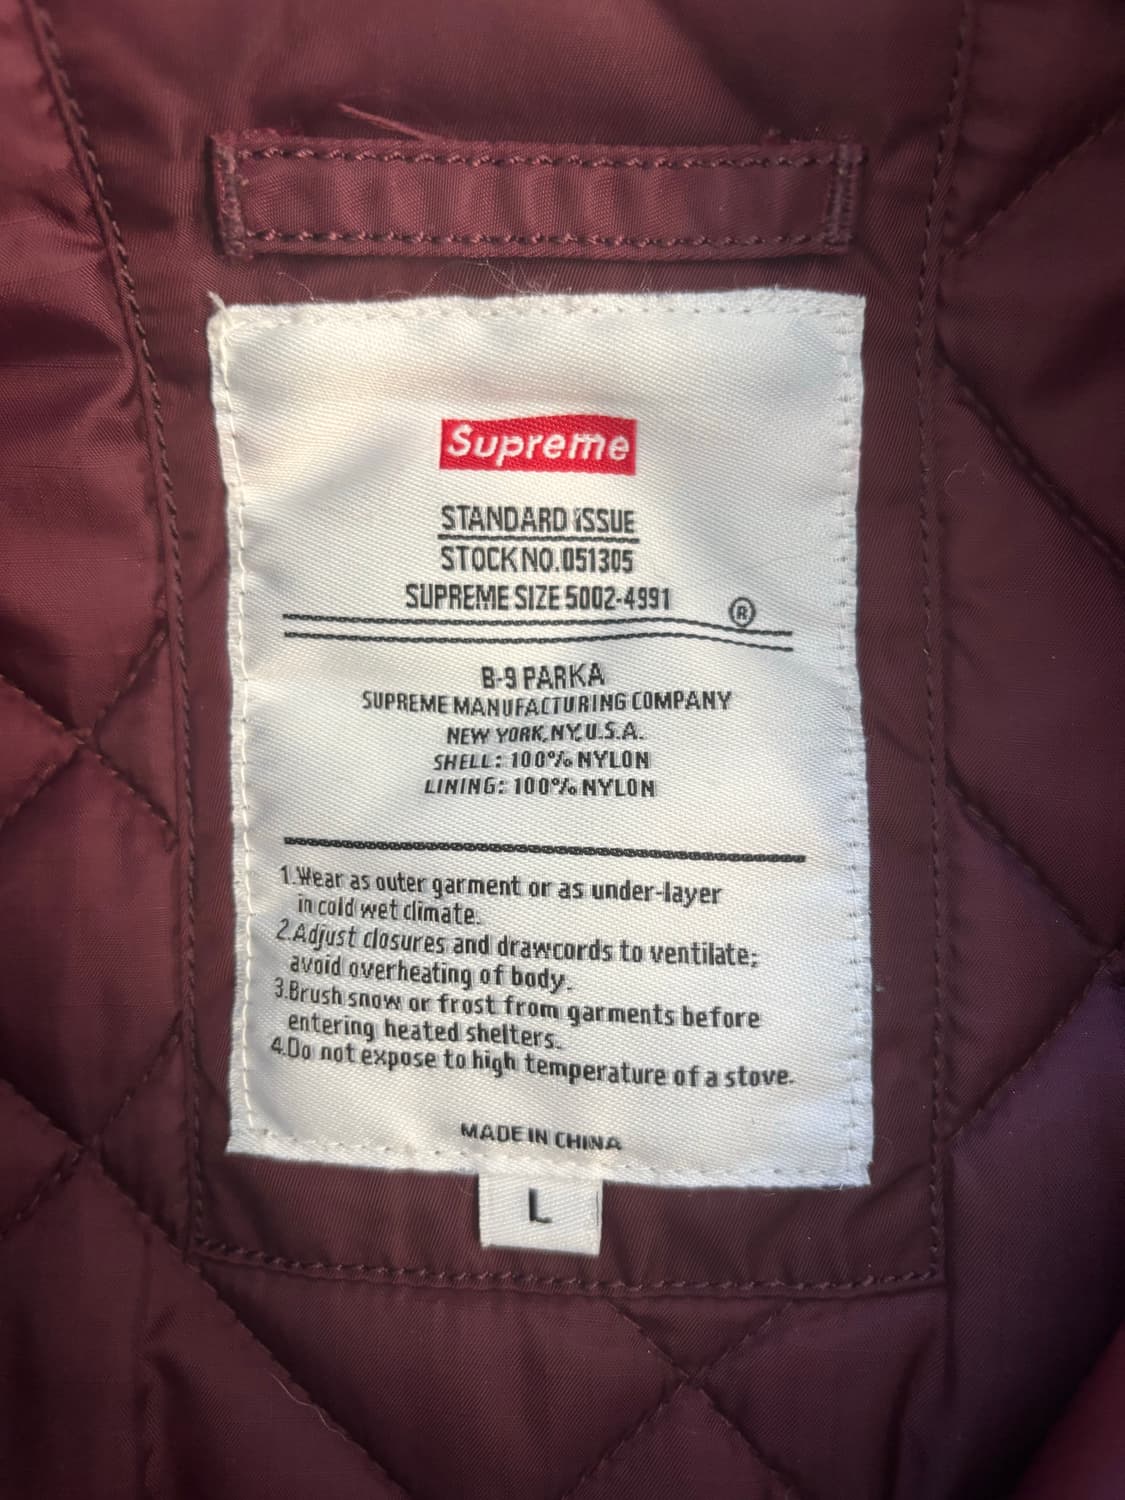 Supreme
STANDARD ISSUE
STOCK NO. 051305
SUPREME SIZE 5002-4991
®
B-9 PARKA
SUPREME MANUFACTURING COMPANY
NEW YORK, NY, U.S.A.
SHELL: 100% NYLON
LINING: 100% NYLON
1.Wear as outer garment or as under-layer
in cold wet climate.
2.Adjust closures and drawcords to ventilate;
avoid overheating of body.
3.Brush snow or frost from garments before
entering heated shelters.
4.Do not expose to high temperature of a stove.
MADE IN CHINA
L